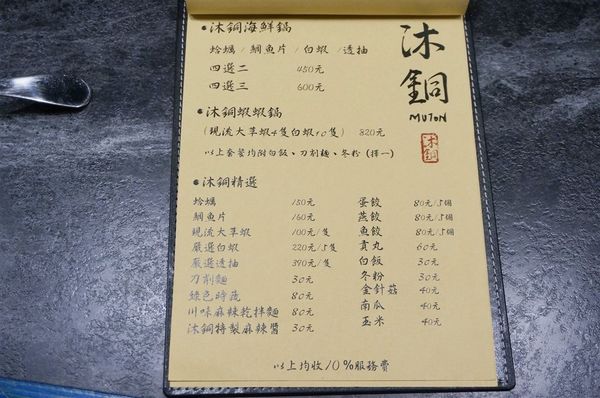 沐銅
MUTON
沐銅
•沐銅海鮮鍋
蛤蠣/鯛魚片/白蝦/透抽
四選二 450元
四選三 600元
•沐銅蝦蝦鍋
(現流大草蝦4隻白蝦10隻) 820元
以上套餐均附白飯、刀削麵、冬粉(擇一)
•沐銅精選
蛤蠣 150元
鯛魚片 160元
現流大草蝦 100元/隻
嚴選白蝦 220元/5隻
嚴選透抽 390元/隻
刀削麵 30元
綠色時蔬 80元
川味麻辣乾拌麵 80元
沐銅特製麻辣醬 30元
蛋餃 80元/5個
燕餃 80元/5個
魚餃 80元/5個
貢丸 60元
白飯 30元
冬粉 30元
金針菇 40元
南瓜 40元
玉米 40元
以上均收10%服務費